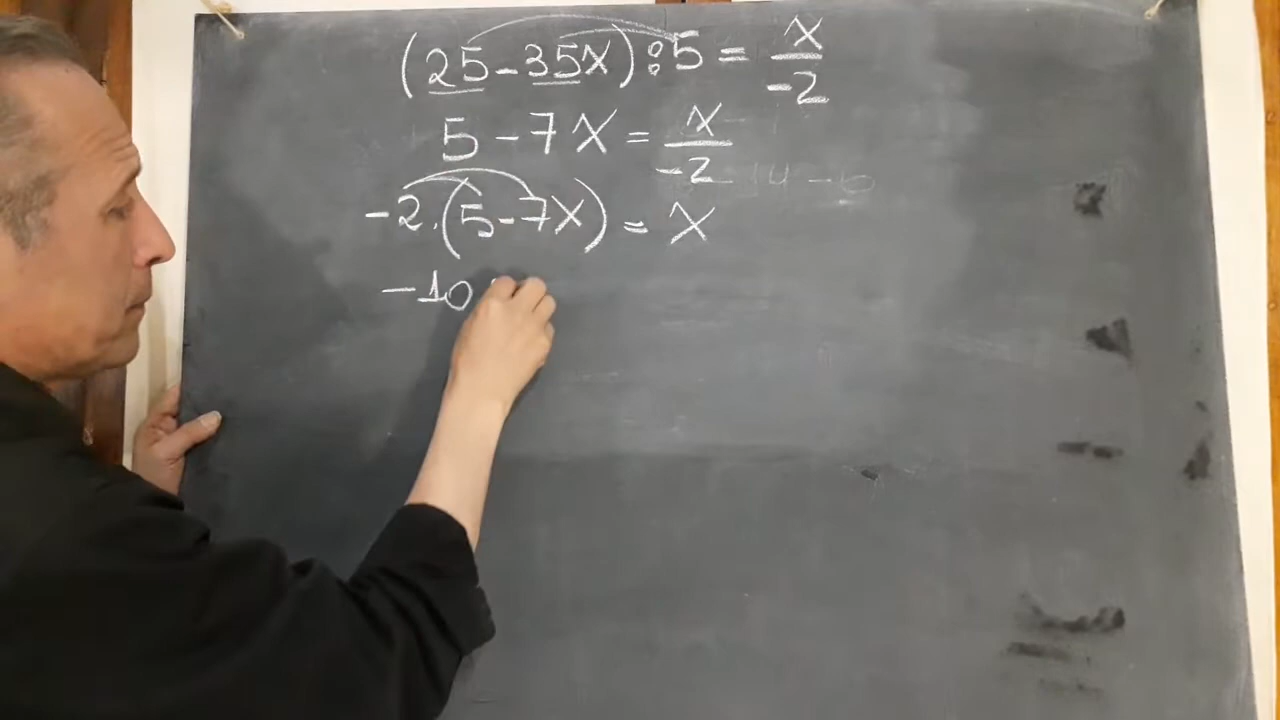 (25-35x):5 = x/-2
5-7x = x/-2
-2.(5-7x) = x
-10